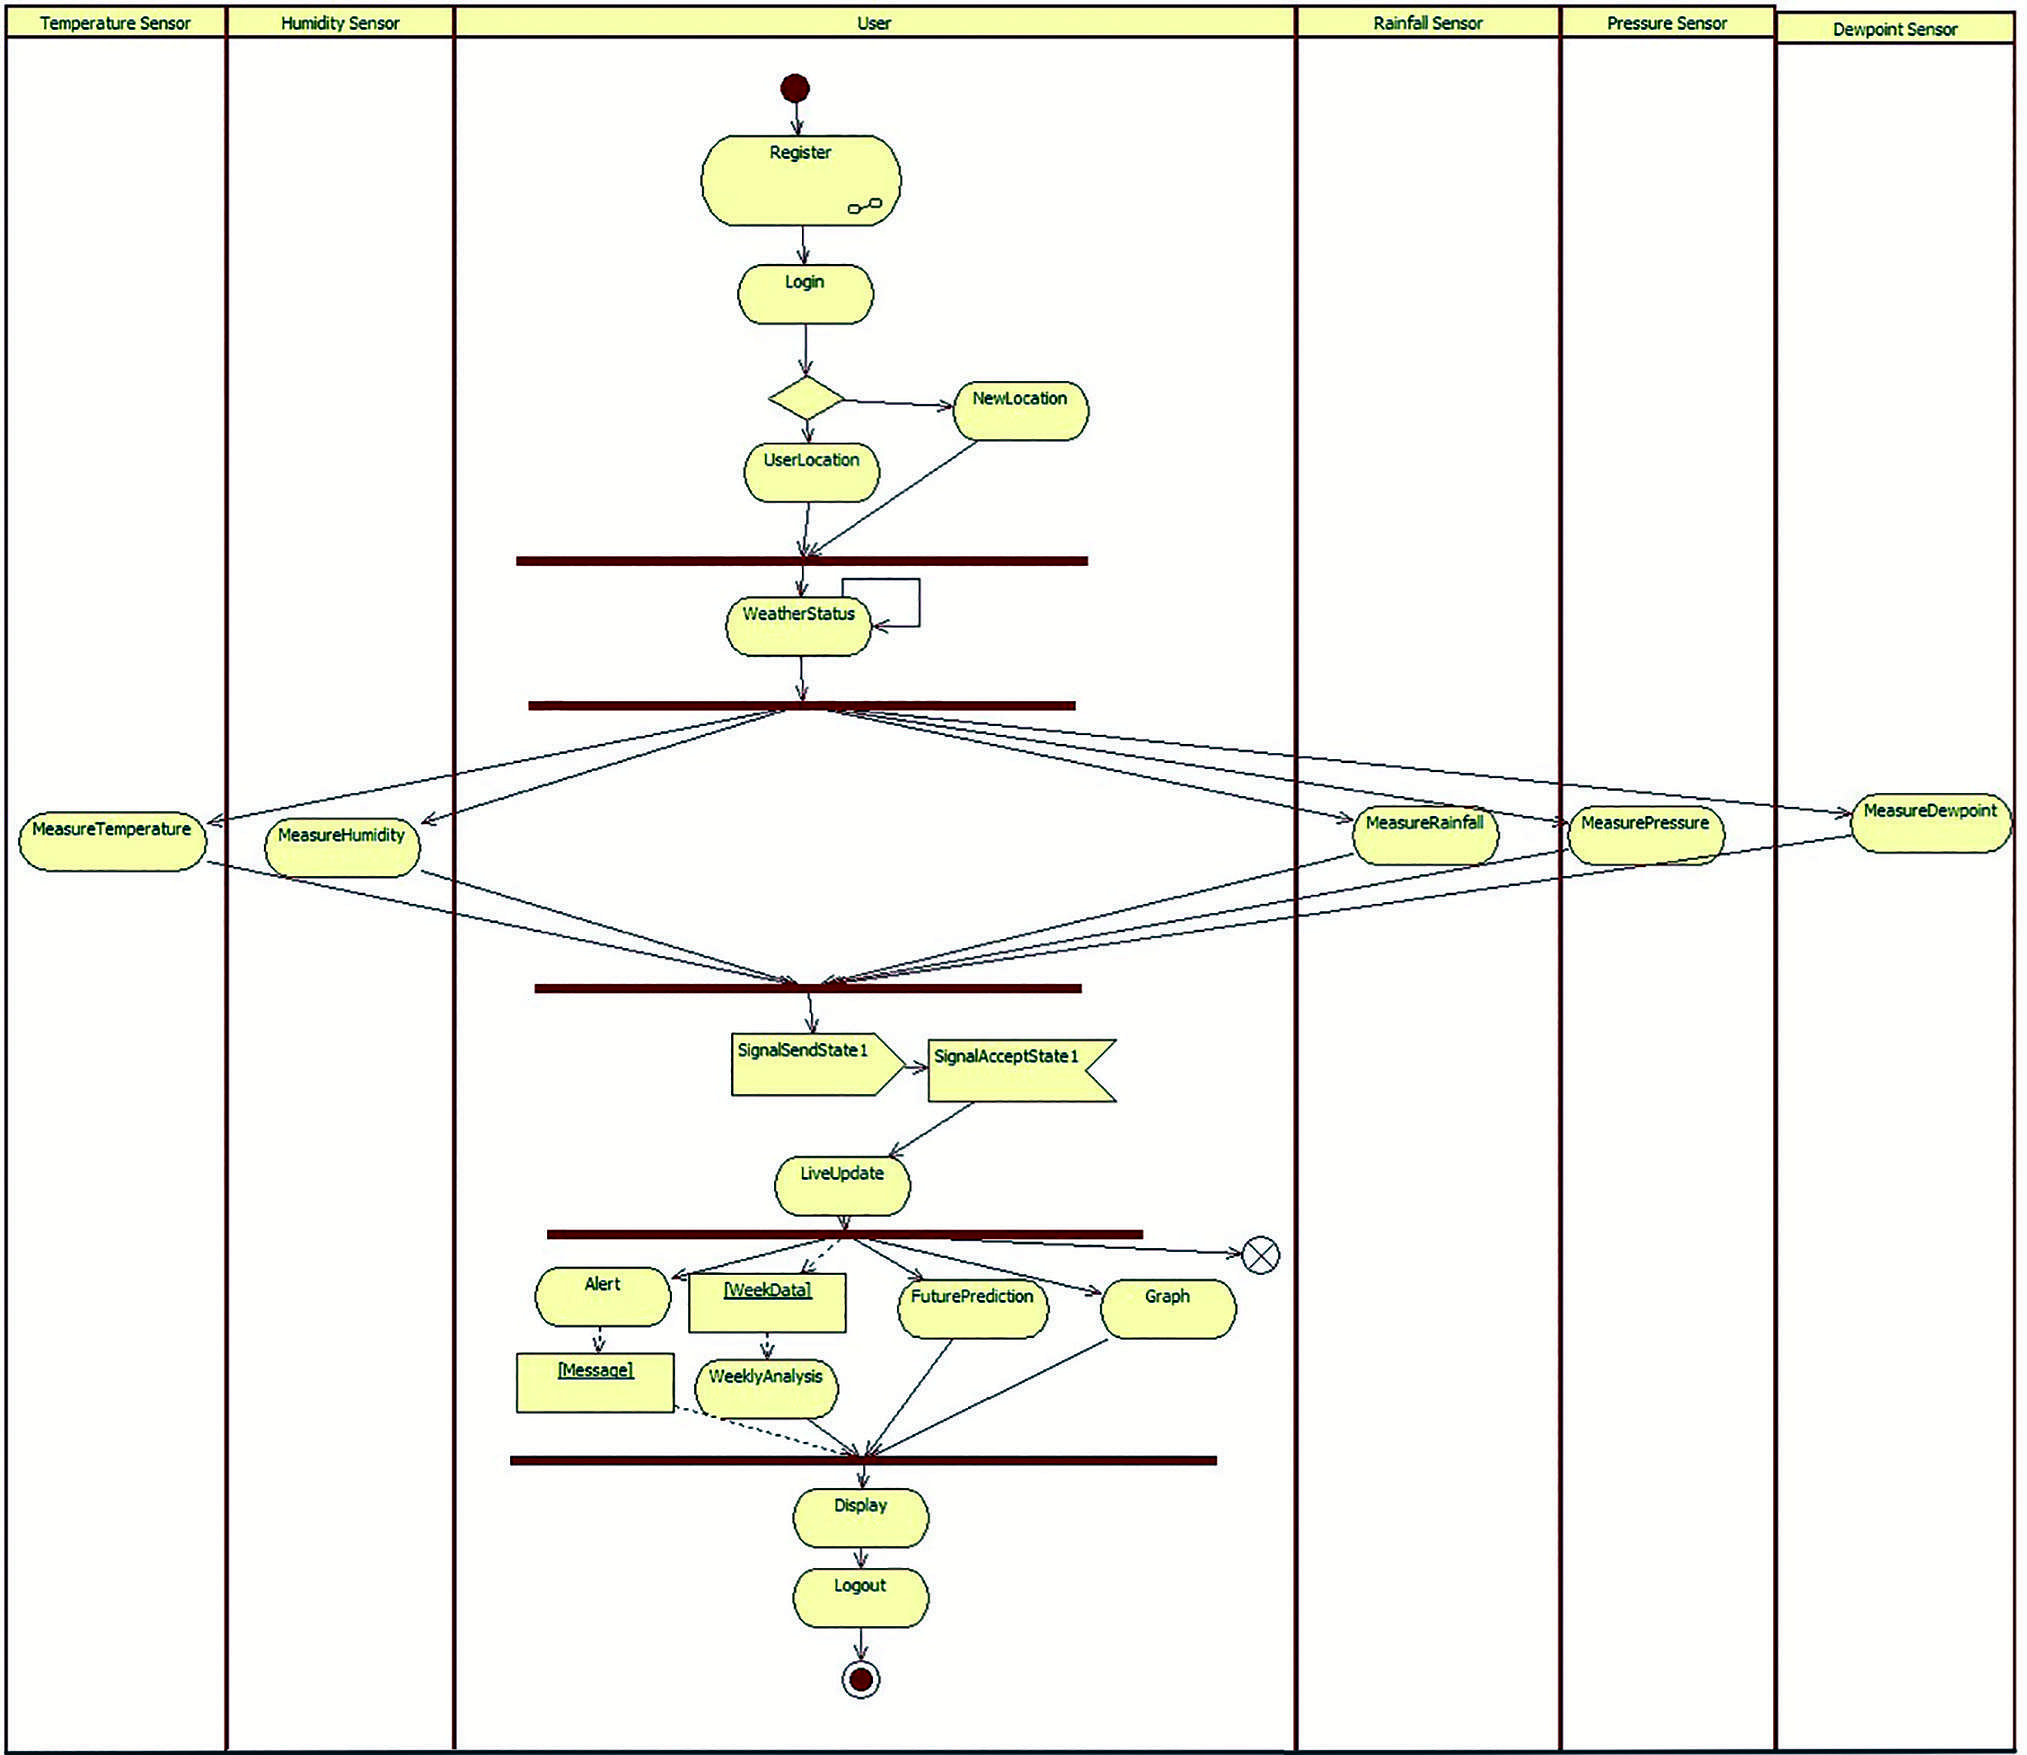 Temperature Sensor
Humidity Sensor
User
Rainfall Sensor
Pressure Sensor
Dewpoint Sensor
Register
Login
NewLocation
UserLocation
WeatherStatus
MeasureTemperature
MeasureHumidity
MeasureRainfall
MeasurePressure
MeasureDewpoint
SignalSendState1
SignalAcceptState1
LiveUpdate
Alert
[WeekData]
FuturePrediction
Graph
[Message]
WeeklyAnalysis
Display
Logout